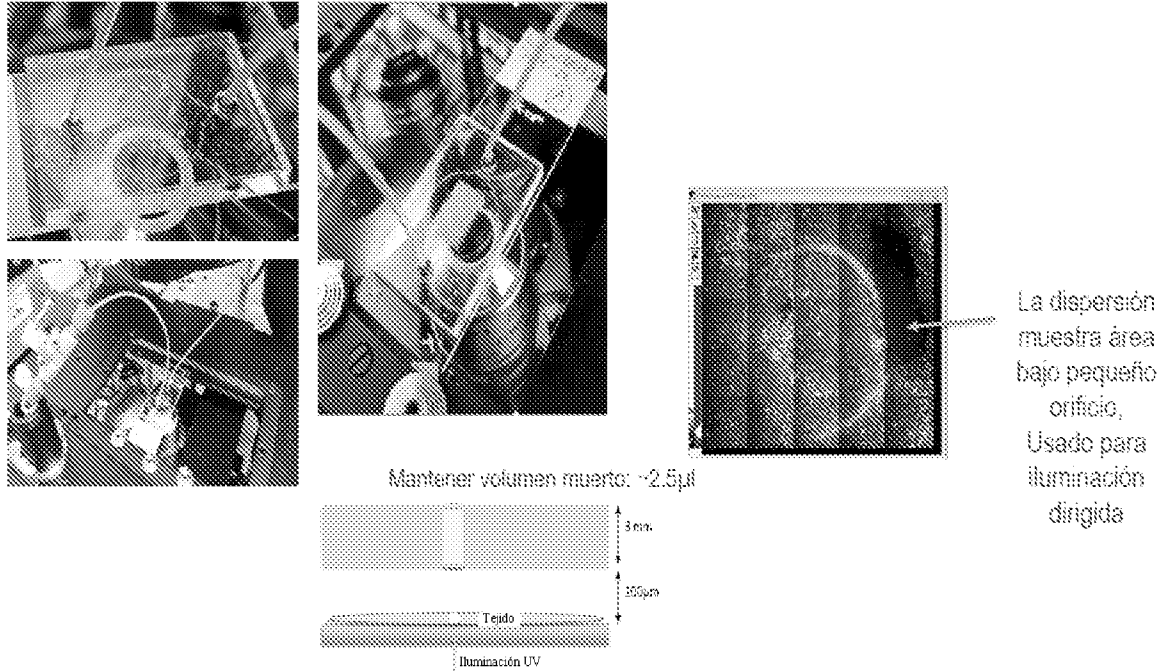 La dispersión
muestra área
bajo pequeño
orificio,
Usado para
iluminación
dirigida
Mantener volumen muerto: ~2.5µl
3 mm
200µm
Tejido
Iluminación UV